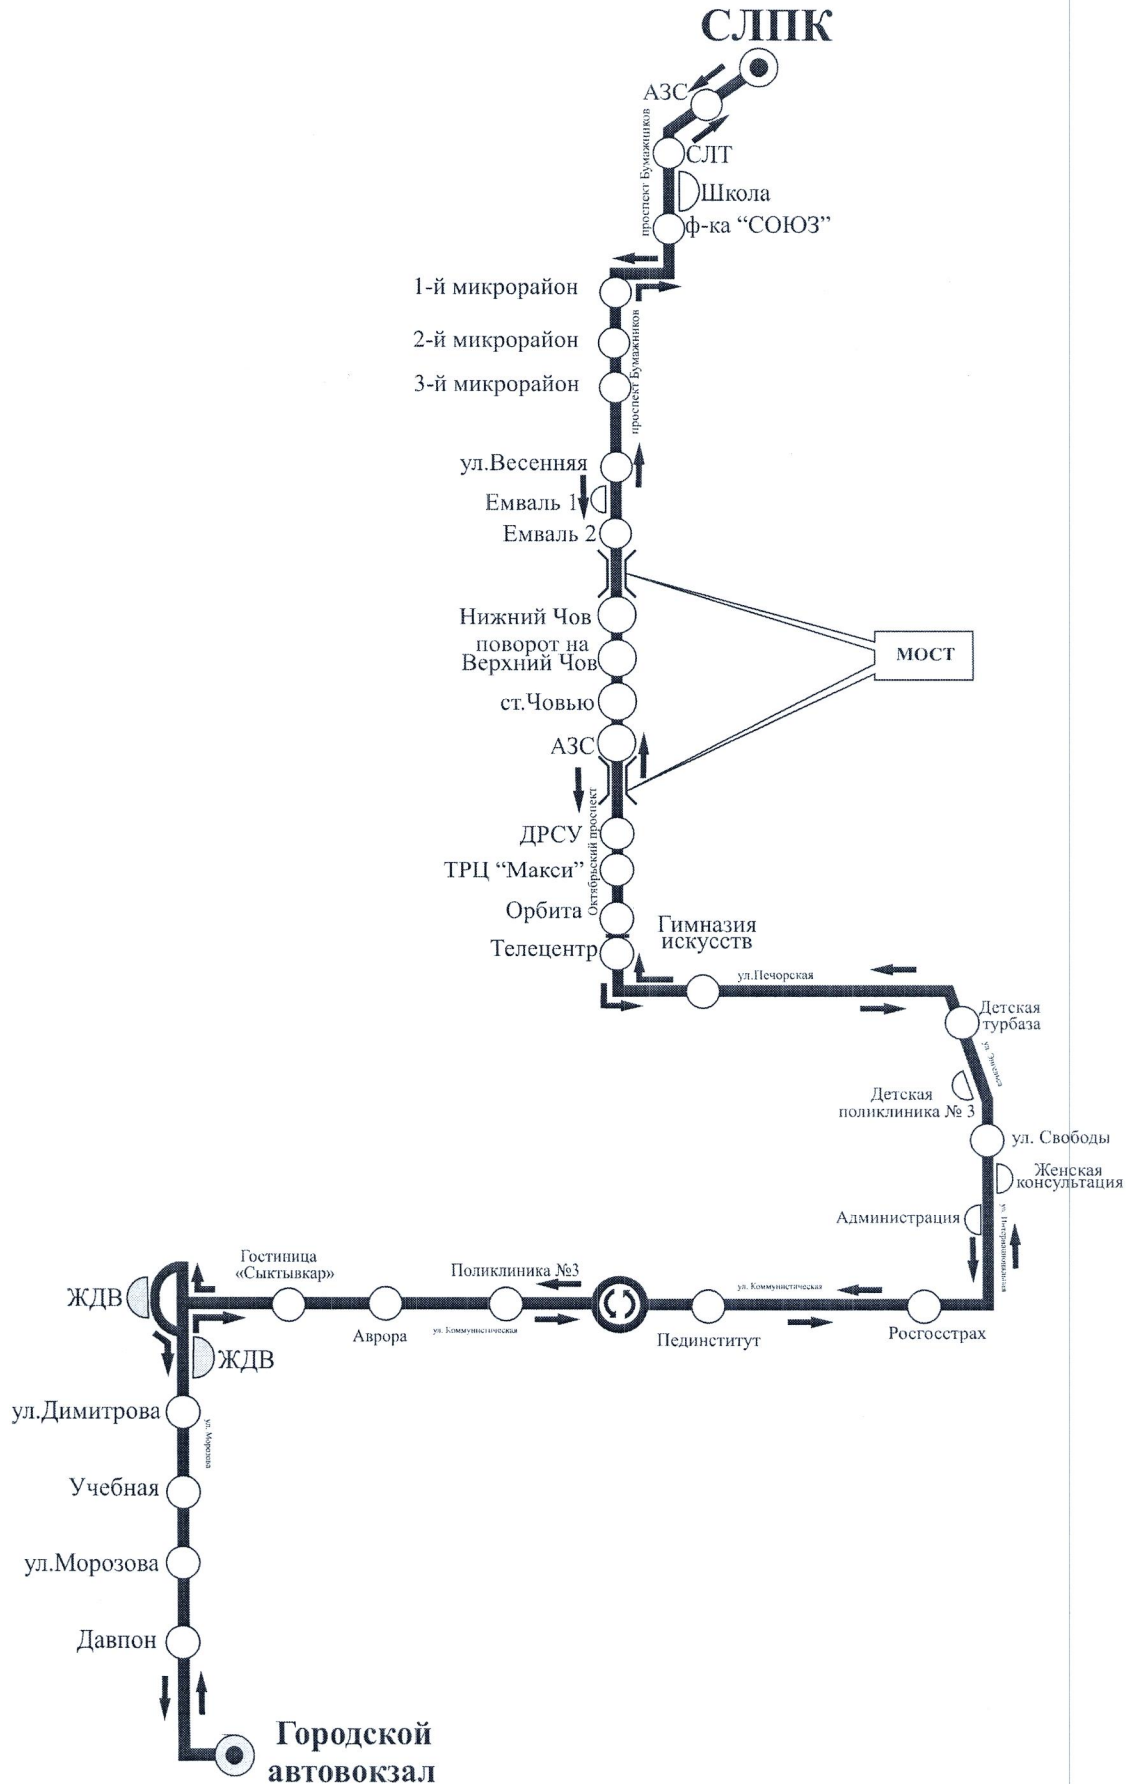 СЛПК
АЗС
проспект Бумажников
СЛТ
Школа
ф-ка “СОЮЗ”
1-й микрорайон
проспект Бумажников
2-й микрорайон
3-й микрорайон
ул.Весенняя
Емваль 1
Емваль 2
Нижний Чов
поворот на
Верхний Чов
МОСТ
ст.Човью
АЗС
Октябрьский проспект
ДРСУ
ТРЦ “Макси”
Орбита
Гимназия
искусств
Телецентр
ул.Печорская
Детская
турбаза
ул. Энгельса
Детская
поликлиника № 3
ул. Свободы
Женская
консультация
Администрация
ул. Интернациональная
Гостиница
«Сыктывкар»
Поликлиника №3
ул. Коммунистическая
ЖДВ
Аврора
ул. Коммунистическая
Пединститут
Росгосстрах
ЖДВ
ул.Димитрова
ул. Морозова
Учебная
ул.Морозова
Давпон
Городской
автовокзал